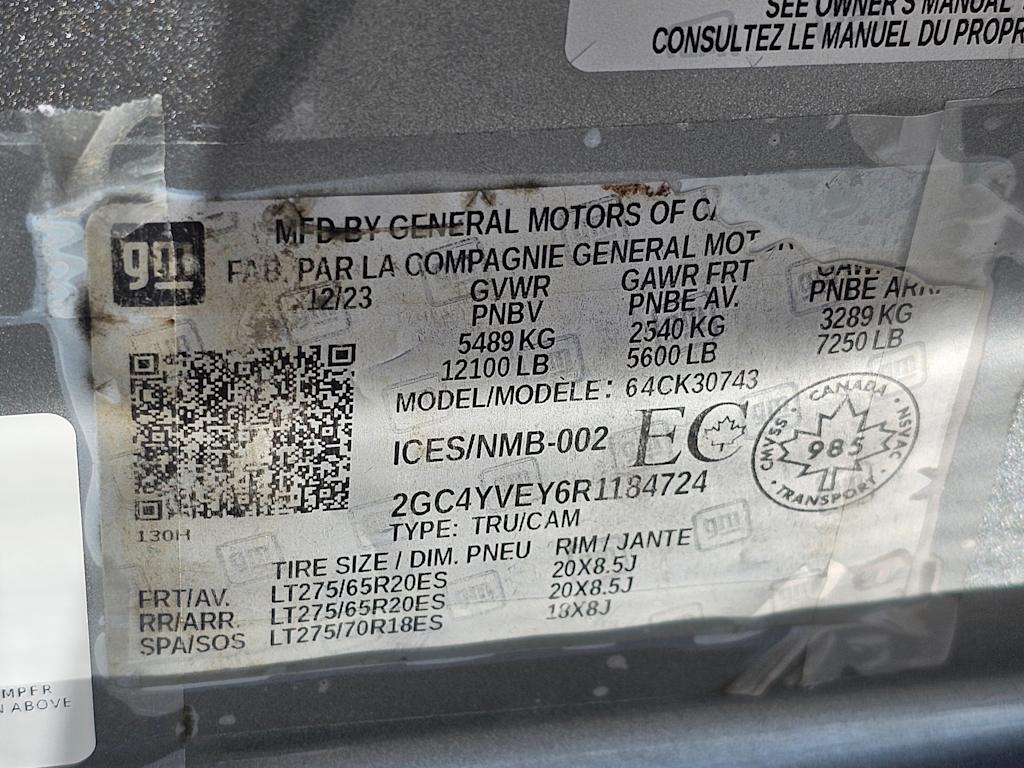 SEE OWNER'S MANUAL
CONSULTEZ LE MANUEL DU
gm
MFD BY GENERAL MOTORS OF
FAB. PAR LA COMPAGNIE GENERAL
12/23
GVWR GAWR FRT
PNBV PNBE AV. PNBE ARR.
5489 KG 2540 KG 3289 KG
12100 LB 5600 LB 7250 LB
MODEL/MODÈLE: 64CK30743
ICES/NMB-002 EC
CANADA
CMVSS 985 NSVAC
TRANSPORT
2GC4YVEY6R1184724
TYPE: TRU/CAM
130H
TIRE SIZE / DIM. PNEU RIM / JANTE
FRT/AV. LT275/65R20ES 20X8.5J
RR/ARR. LT275/65R20ES 20X8.5J
SPA/SOS LT275/70R18ES 18X8J
ABOVE